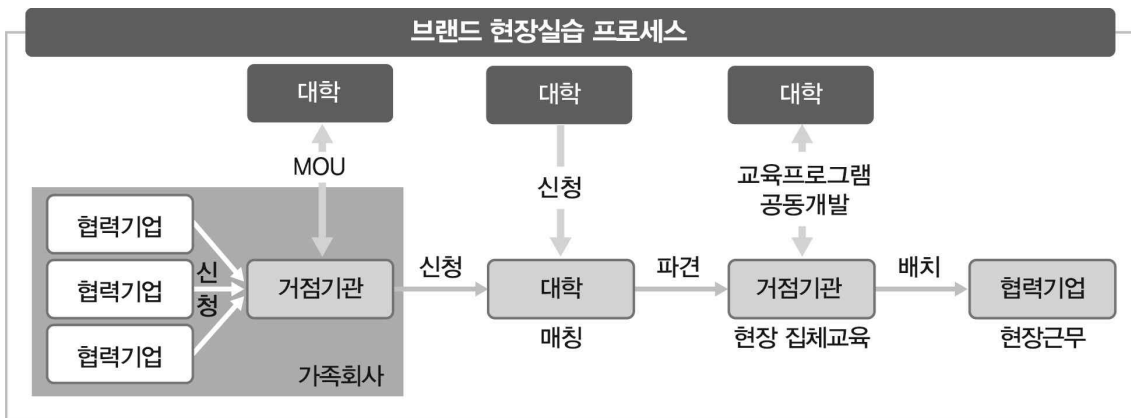 브랜드 현장실습 프로세스
대학
대학
대학
MOU
신청
교육프로그램
공동개발
협력기업
협력기업
협력기업
신
청
거점기관
신청
대학
파견
거점기관
배치
협력기업
매칭
현장 집체교육
현장근무
가족회사